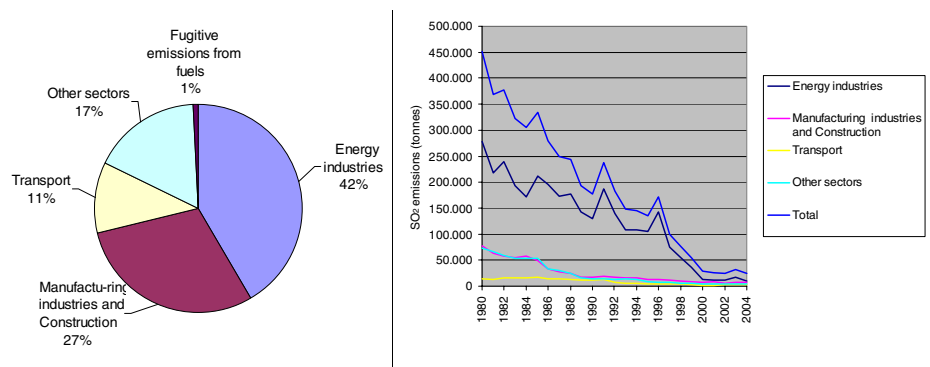 Fugitive
emissions from
fuels
1%
Other sectors
17%
Energy
industries
42%
Transport
11%
Manufactu-ring
industries and
Construction
27%
SO2 emissions (tonnes)
500.000
450.000
400.000
350.000
300.000
250.000
200.000
150.000
100.000
50.000
0
1980
1982
1984
1986
1988
1990
1992
1994
1996
1998
2000
2002
2004
Energy industries
Manufacturing industries
and Construction
Transport
Other sectors
Total